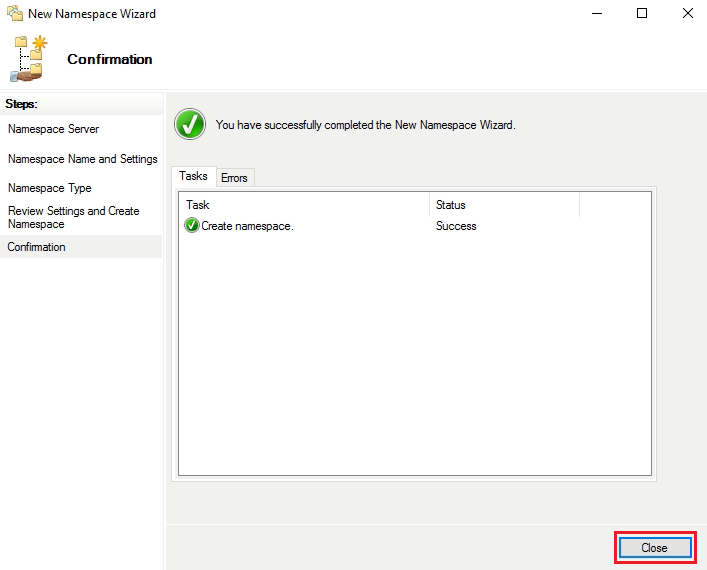 New Namespace Wizard
Confirmation
Steps:
Namespace Server
Namespace Name and Settings
Namespace Type
Review Settings and Create
Namespace
Confirmation
You have successfully completed the New Namespace Wizard.
Tasks Errors
Task Status
Create namespace. Success
Close